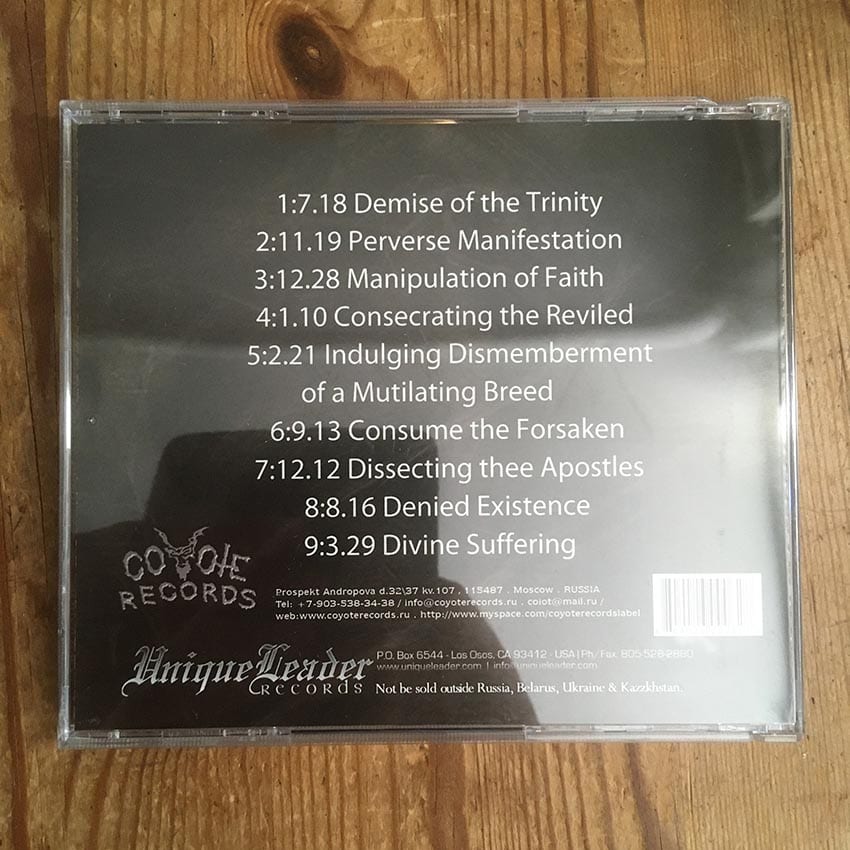 1:7.18 Demise of the Trinity
2:11.19 Perverse Manifestation
3:12.28 Manipulation of Faith
4:1.10 Consecrating the Reviled
5:2.21 Indulging Dismemberment
of a Mutilating Breed
6:9.13 Consume the Forsaken
7:12.12 Dissecting thee Apostles
8:8.16 Denied Existence
9:3.29 Divine Suffering
COYOTE
RECORDS
Prospekt Andropova d.32\37 kv.107 . 115487 . Moscow . RUSSIA
Tel: +7-903-538-34-38 / info@coyoterecords.ru . coiot@mail.ru /
web:www.coyoterecords.ru . http://www.myspace.com/coyoterecordslabel
Unique Leader
RECORDS
P.O. Box 6544 - Los Osos, CA 93412 - USA | Ph/Fax 805-528-2880
www.uniqueleader.com | info@uniqueleader.com
Not be sold outside Russia, Belarus, Ukraine & Kazzkhstan.